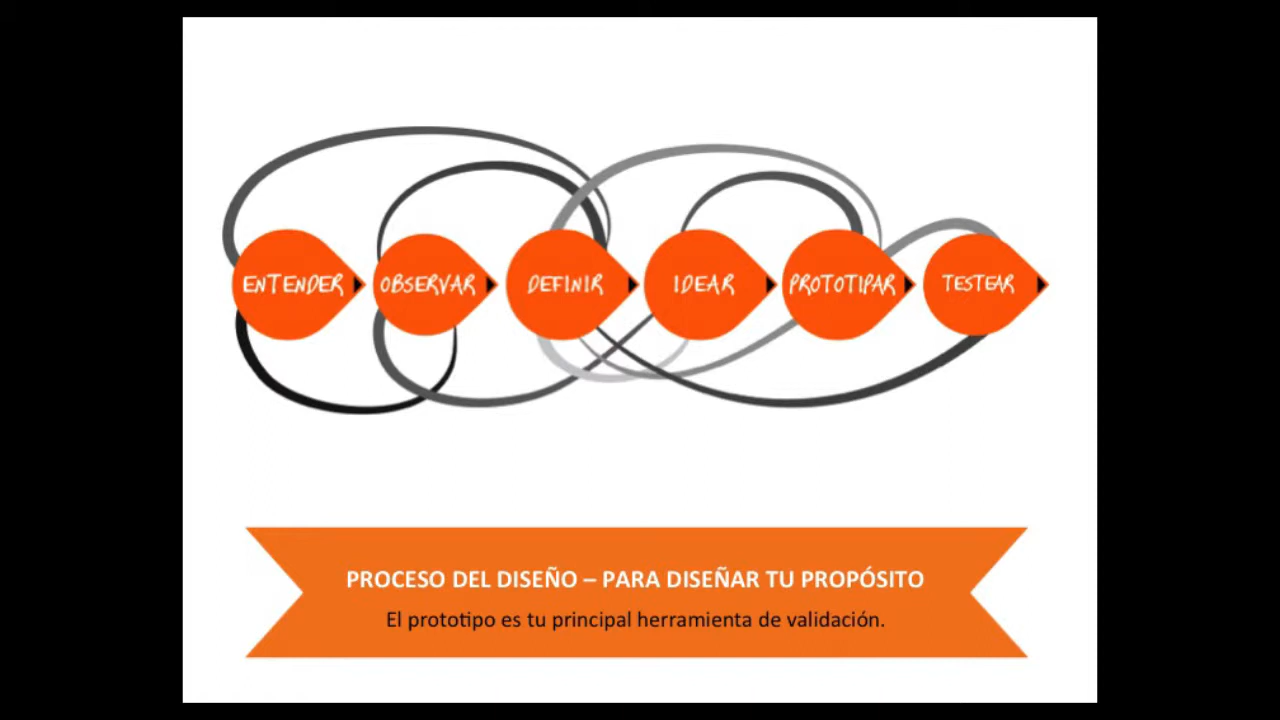 ENTENDER
OBSERVAR
DEFINIR
IDEAR
PROTOTIPAR
TESTEAR
PROCESO DEL DISEÑO – PARA DISEÑAR TU PROPÓSITO
El prototipo es tu principal herramienta de validación.